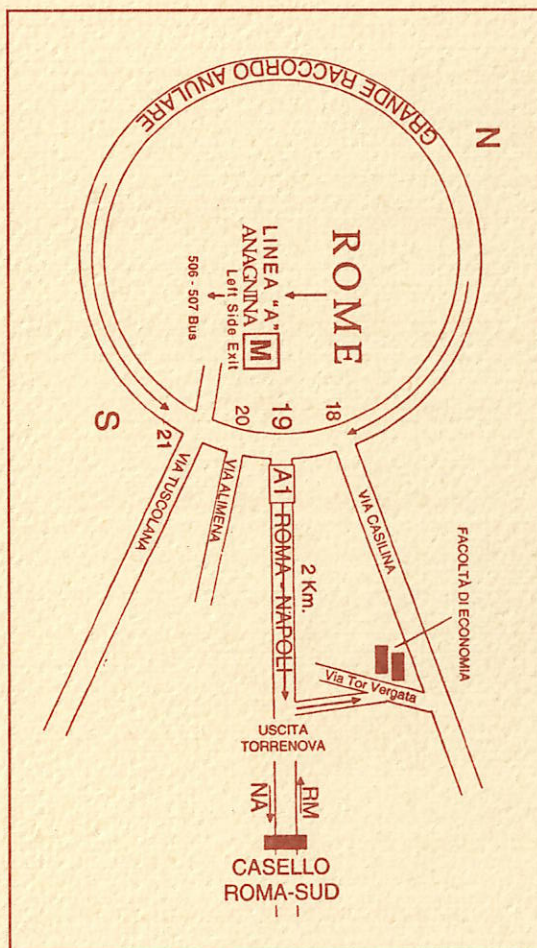 GRANDE RACCORDO ANULARE
N
ROME
LINEA "A"
ANAGNINA
M
Left Side Exit
506 - 507 Bus
S
18
19
20
21
VIA TUSCOLANA
VIA ALIMENA
A1
ROMA - NAPOLI
2 Km.
VIA CASILINA
FACOLTÀ DI ECONOMIA
Via Tor Vergata
USCITA
TORRENOVA
NA
RM
CASELLO
ROMA-SUD